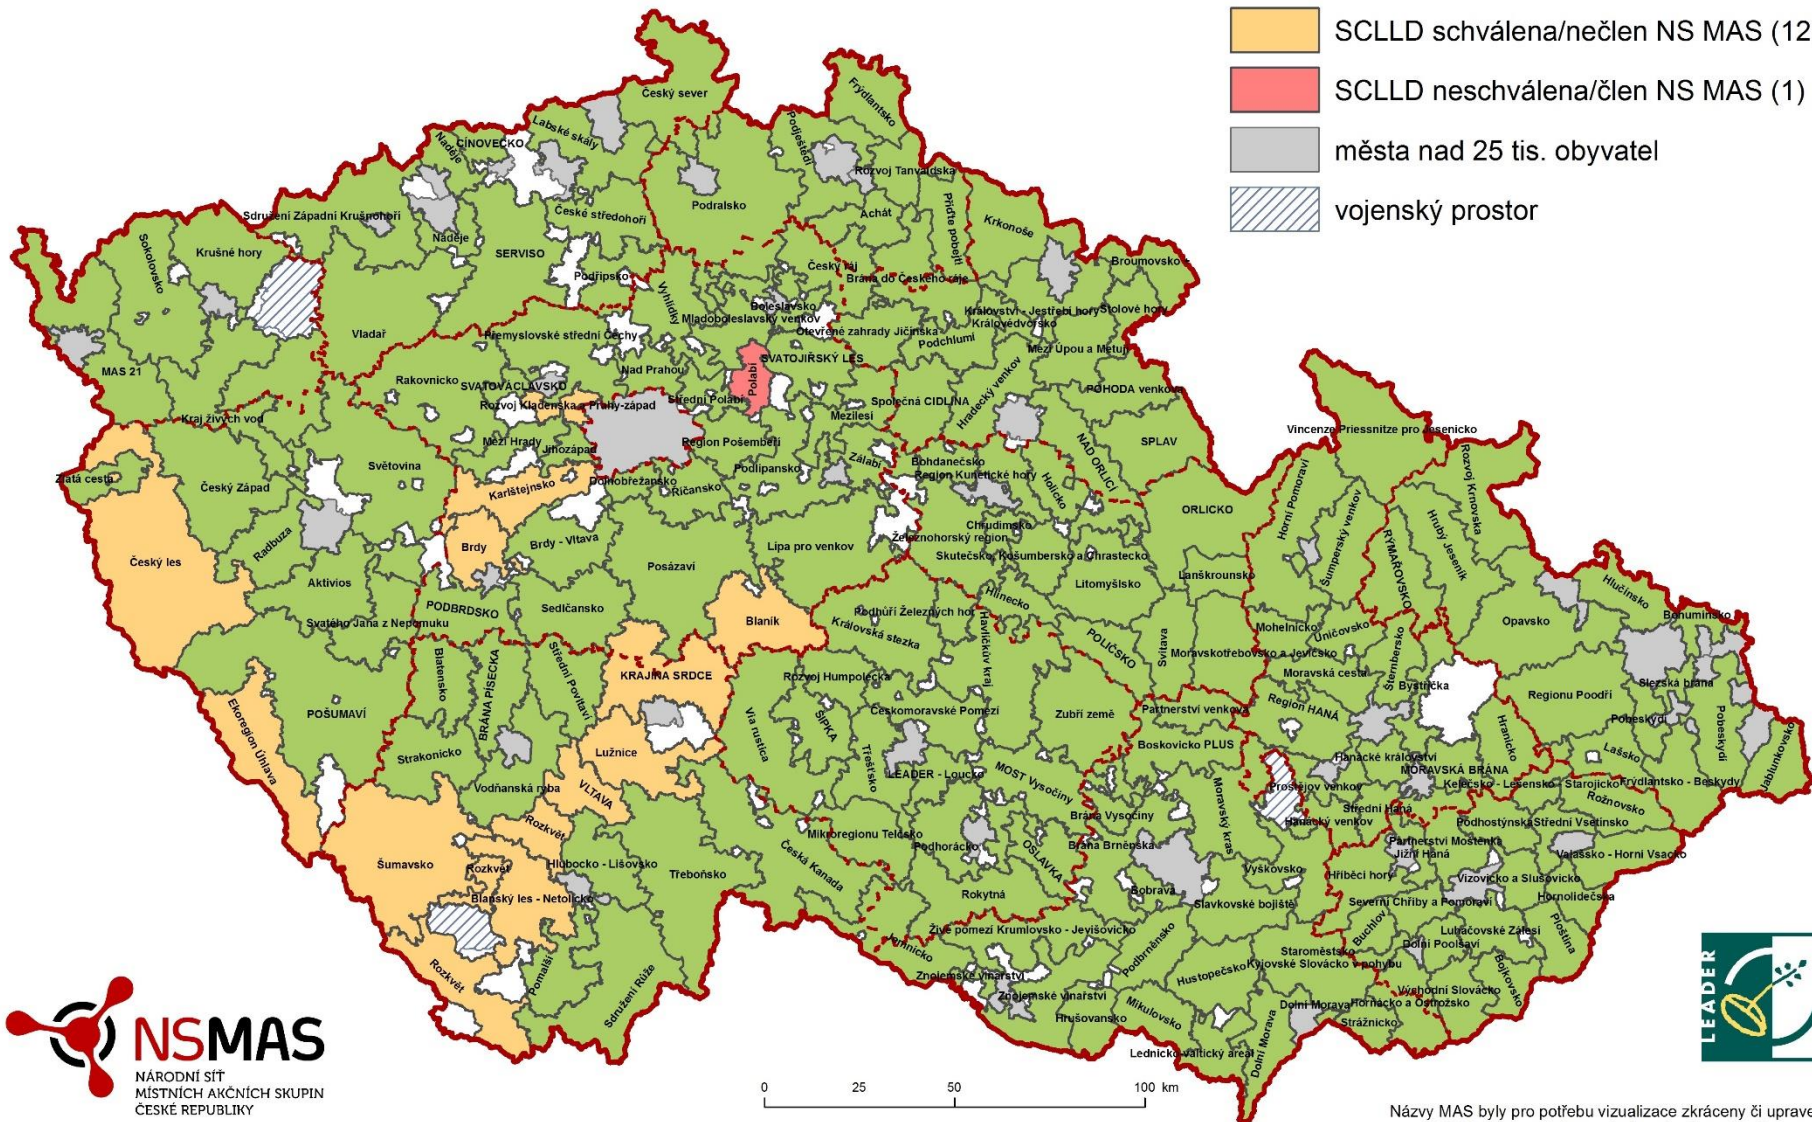 SCLLD schválena/nečlen NS MAS (12
SCLLD neschválena/člen NS MAS (1)
města nad 25 tis. obyvatel
vojenský prostor
Český sever
Frýdlantsko
Labské skály
Podještědí
CÍNOVECKO
Naděje
Rozvoj Tanvaldska
Podralsko
České středohoří
Sdružení Západní Krušnohoří
Achát
Přiďte pobejt!
Krkonoše
Sokolovsko
Krušné hory
Naděje
SERVISO
Podřipsko
Český ráj
Brána do Českého ráje
Broumovsko +
Vyhlídky
Boleslavsko
Mladoboleslavský venkov
Království - Jestřebí hory
Stolové hory
Královédvorsko
Otevřené zahrady Jičínska
Podchlumí
Vladař
Přemyslovské střední Čechy
Mezi Úpou a Metují
SVATOJIŘSKÝ LES
MAS 21
Nad Prahou
Polabí
Rakovnicko
SVATOVÁCLAVSKO
Hradecký venkov
POHODA venkova
Střední Polabí
Společná CIDLINA
Rozvoj Kladenska a Prahy-západ
Mezilesí
Kraj živých vod
Mezi Hrady
Jihozápad
Region Pošembeří
NAD ORLICÍ
SPLAV
Vincenze Priessnitze pro Jesenicko
Světovina
Podlipansko
Zálabí
Bohdanečsko
Region Kunětické hory
Holicko
Zlatá cesta
Český Západ
Karlštejnsko
Dolnobřežansko
Říčansko
Horní Pomoraví
Rozvoj Krnovska
ORLICKO
Šumperský venkov
Hrubý Jeseník
RÝMAŘOVSKO
Radbuza
Brdy
Brdy - Vltava
Chrudimsko
Železnohorský region
Lípa pro venkov
Český les
Posázaví
Skutečsko, Košumbersko a Chrastecko
Lanškrounsko
Aktivios
Litomyšlsko
Hlučínsko
PODBRDSKO
Sedlčansko
Hlinecko
Bohumínsko
Svatého Jana z Nepomuku
Blaník
Podhůří Železných hor
Opavsko
Královská stezka
Havlíčkův kraj
POLIČSKO
Svitava
Mohelnicko
Uničovsko
Šternbersko
Moravskotřebovsko a Jevíčsko
Moravská cesta
Blatensko
BRÁNA PÍSECKA
Střední Povltaví
KRAJINA SRDCE
Rozvoj Humpolecka
Bystřička
Slezská brána
Regionu Poodří
POŠUMAVÍ
Ekoregion Úhlava
Via rustica
ŠIPKA
Českomoravské Pomezí
Zubří země
Partnerství venkova
Region HANÁ
Pobeskydí
Pobeskydí
Strakonicko
Lužnice
Třešťsko
Boskovicko PLUS
Hranicko
Lašsko
Jablunkovsko
LEADER - Loucko
MOST Vysočiny
Hanácké království
MORAVSKÁ BRÁNA
Kelečsko - Lešensko - Starojicko
Frýdlantsko - Beskydy
Vodňanská ryba
VLTAVA
Prostějov venkov
Rožnovsko
Moravský kras
Střední Haná
Hanácký venkov
Podhostýnska
Střední Vsetínsko
Rozkvět
Mikroregionu Telčsko
Brána Vysočiny
Šumavsko
Podhorácko
Brána Brněnska
Partnerství Moštěnka
Jižní Haná
Valašsko - Horní Vsacko
Rozkvět
Hlubocko - Lišovsko
Česká Kanada
OSLAVKA
Vyškovsko
Hříběcí hory
Vizovicko a Slušovicko
Třeboňsko
Blanský les - Netolicko
Rokytná
Bobrava
Slavkovské bojiště
Severní Chřiby a Pomoraví
Hornolidečska
Živé pomezí Krumlovsko - Jevišovicko
Buchlov
Luhačovské Zálesí
Ploština
Jemnicko
Podbrněnsko
Staroměstsko
Dolní Poolšaví
Rozkvět
Pomalší
Sdružení Růže
Znojemské vinařství
Hustopečsko
Kyjovské Slovácko v pohybu
Bojkovsko
Znojemské vinařství
Mikulovsko
Východní Slovácko
Dolní Morava
Horňácko a Ostrožsko
Hrušovansko
Strážnicko
Lednicko-valtický areál
Dolní Morava
NSMAS
NÁRODNÍ SÍŤ
MÍSTNÍCH AKČNÍCH SKUPIN
ČESKÉ REPUBLIKY
LEADER
0 25 50 100 km
Názvy MAS byly pro potřebu vizualizace zkráceny či uprave